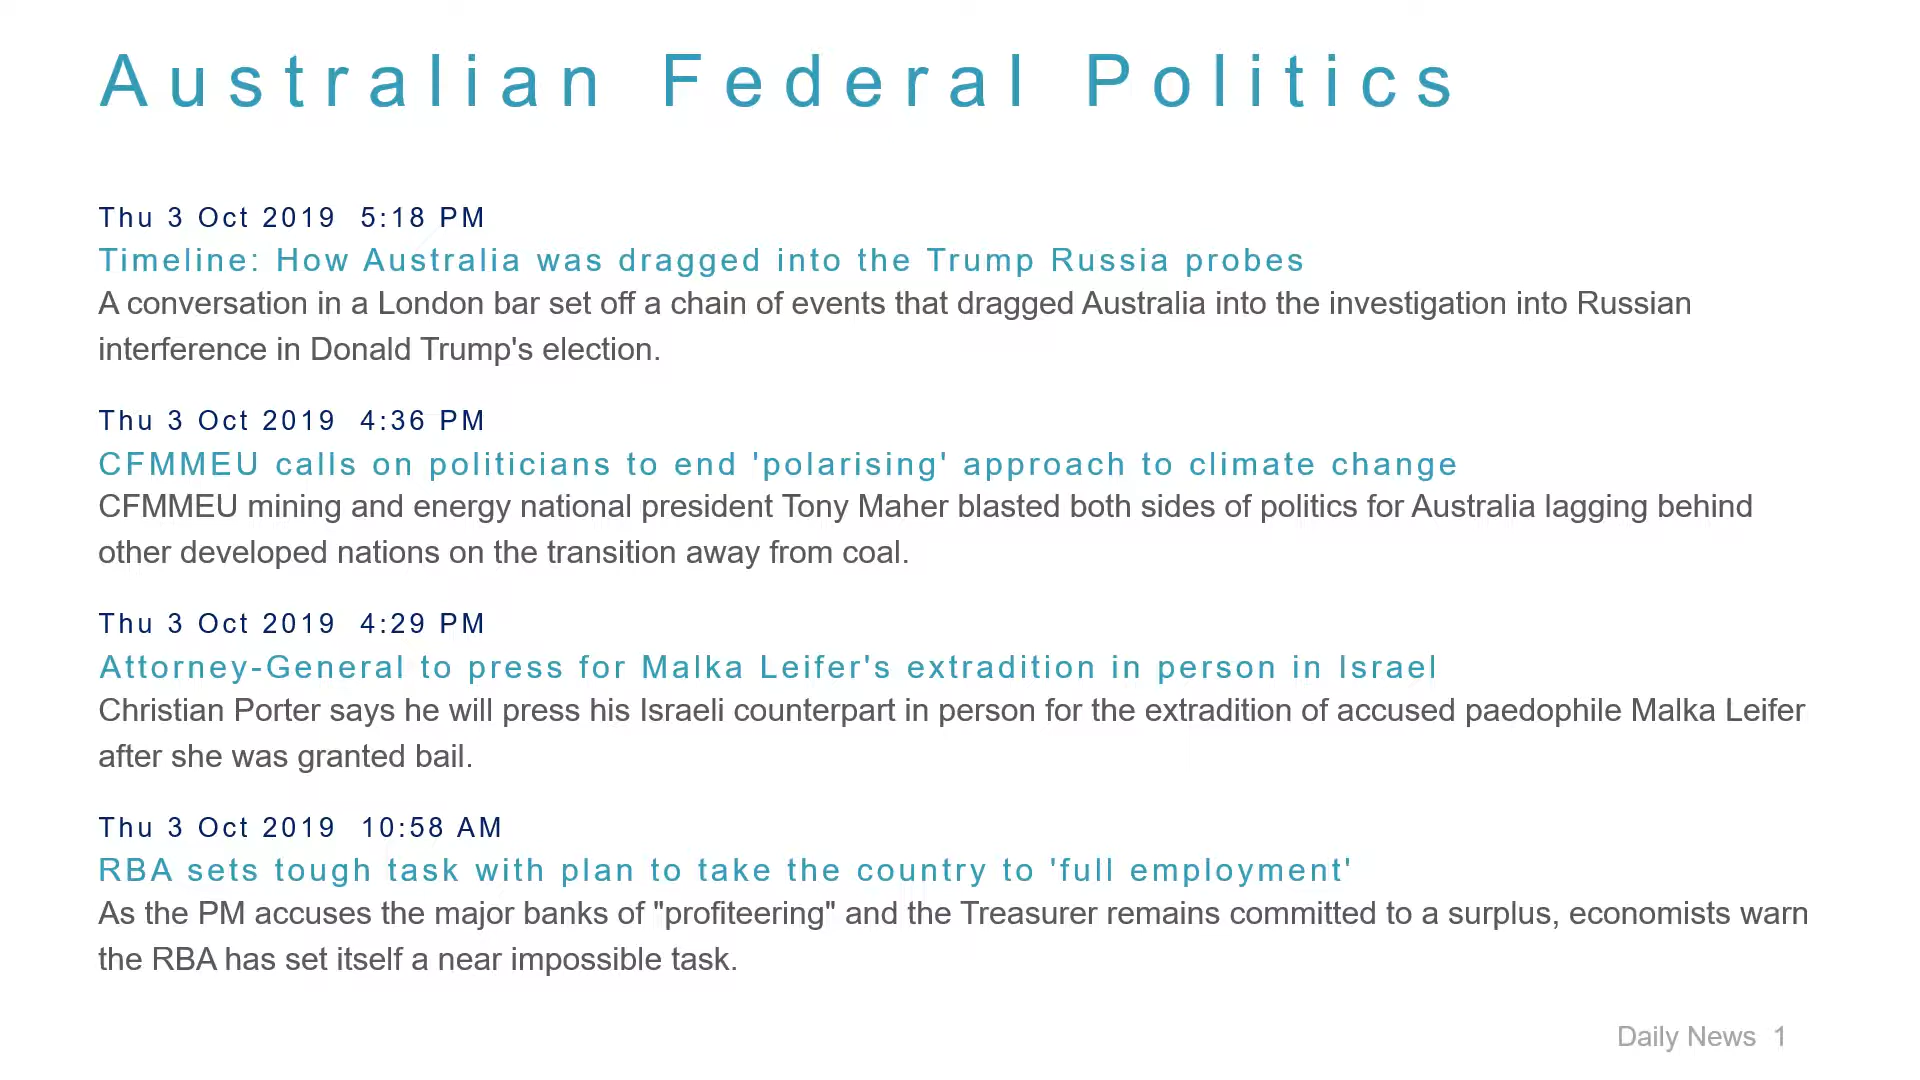 Australian Federal Politics
Thu 3 Oct 2019 5:18 PM
Timeline: How Australia was dragged into the Trump Russia probes
A conversation in a London bar set off a chain of events that dragged Australia into the investigation into Russian
interference in Donald Trump's election.
Thu 3 Oct 2019 4:36 PM
CFMMEU calls on politicians to end 'polarising' approach to climate change
CFMMEU mining and energy national president Tony Maher blasted both sides of politics for Australia lagging behind
other developed nations on the transition away from coal.
Thu 3 Oct 2019 4:29 PM
Attorney-General to press for Malka Leifer's extradition in person in Israel
Christian Porter says he will press his Israeli counterpart in person for the extradition of accused paedophile Malka Leifer
after she was granted bail.
Thu 3 Oct 2019 10:58 AM
RBA sets tough task with plan to take the country to 'full employment'
As the PM accuses the major banks of "profiteering" and the Treasurer remains committed to a surplus, economists warn
the RBA has set itself a near impossible task.
Daily News 1